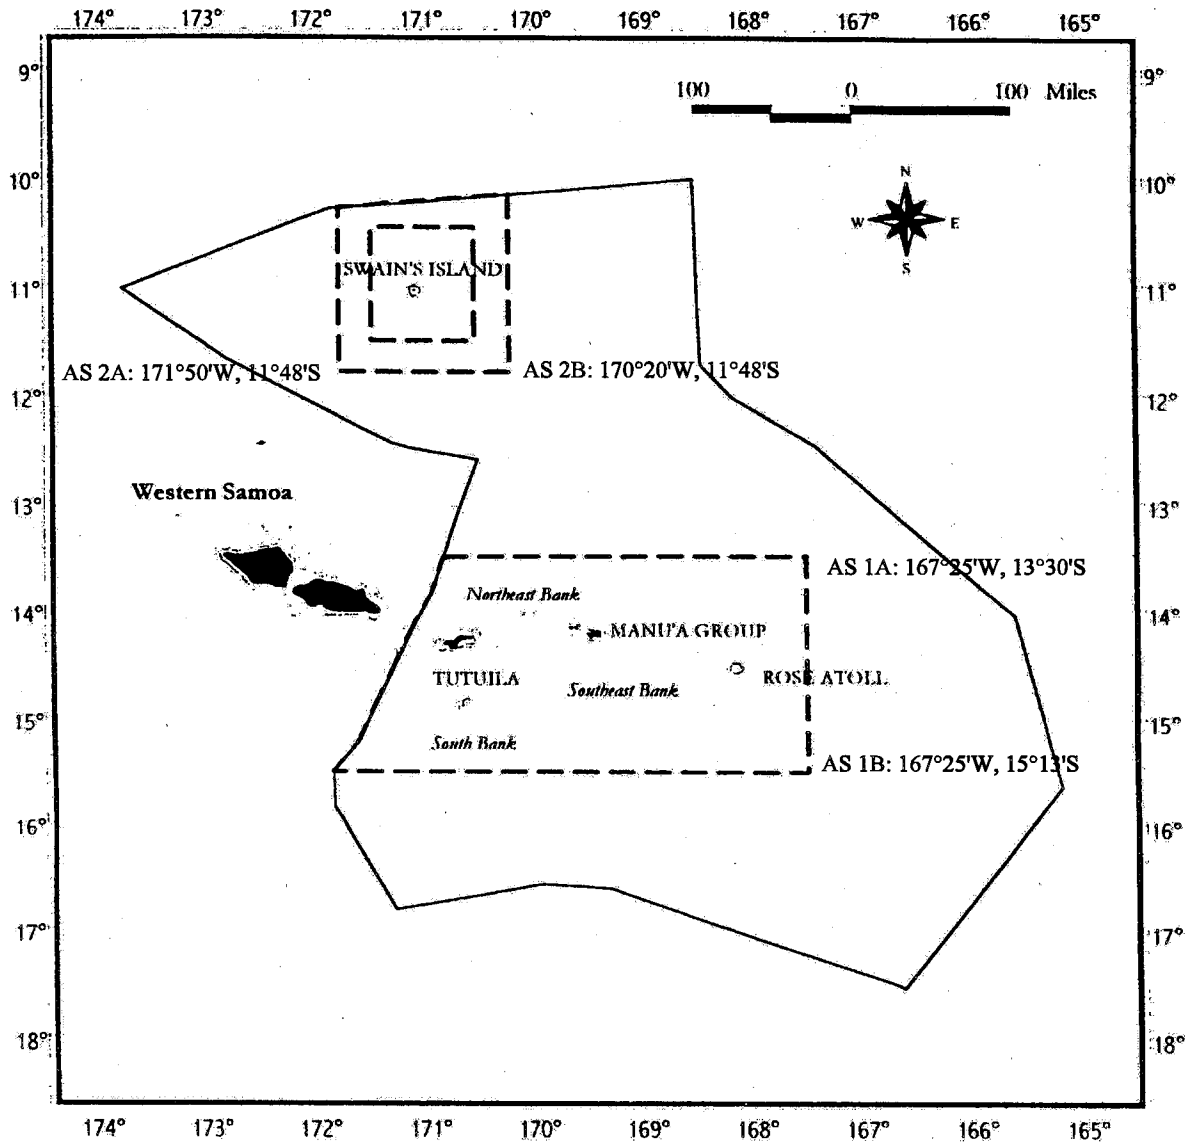 174° 173° 172° 171° 170° 169° 168° 167° 166° 165°
9° 9°
100 0 100 Miles
10° 10°
N
W E
S
SWAIN'S ISLAND
11° 11°
AS 2A: 171°50'W, 11°48'S AS 2B: 170°20'W, 11°48'S
12° 12°
Western Samoa
13° 13°
AS 1A: 167°25'W, 13°30'S
Northeast Bank
14° 14°
MANU'A GROUP
TUTUILA ROSE ATOLL
Southeast Bank
15° 15°
South Bank
AS 1B: 167°25'W, 15°13'S
16° 16°
17° 17°
18° 18°
174° 173° 172° 171° 170° 169° 168° 167° 166° 165°